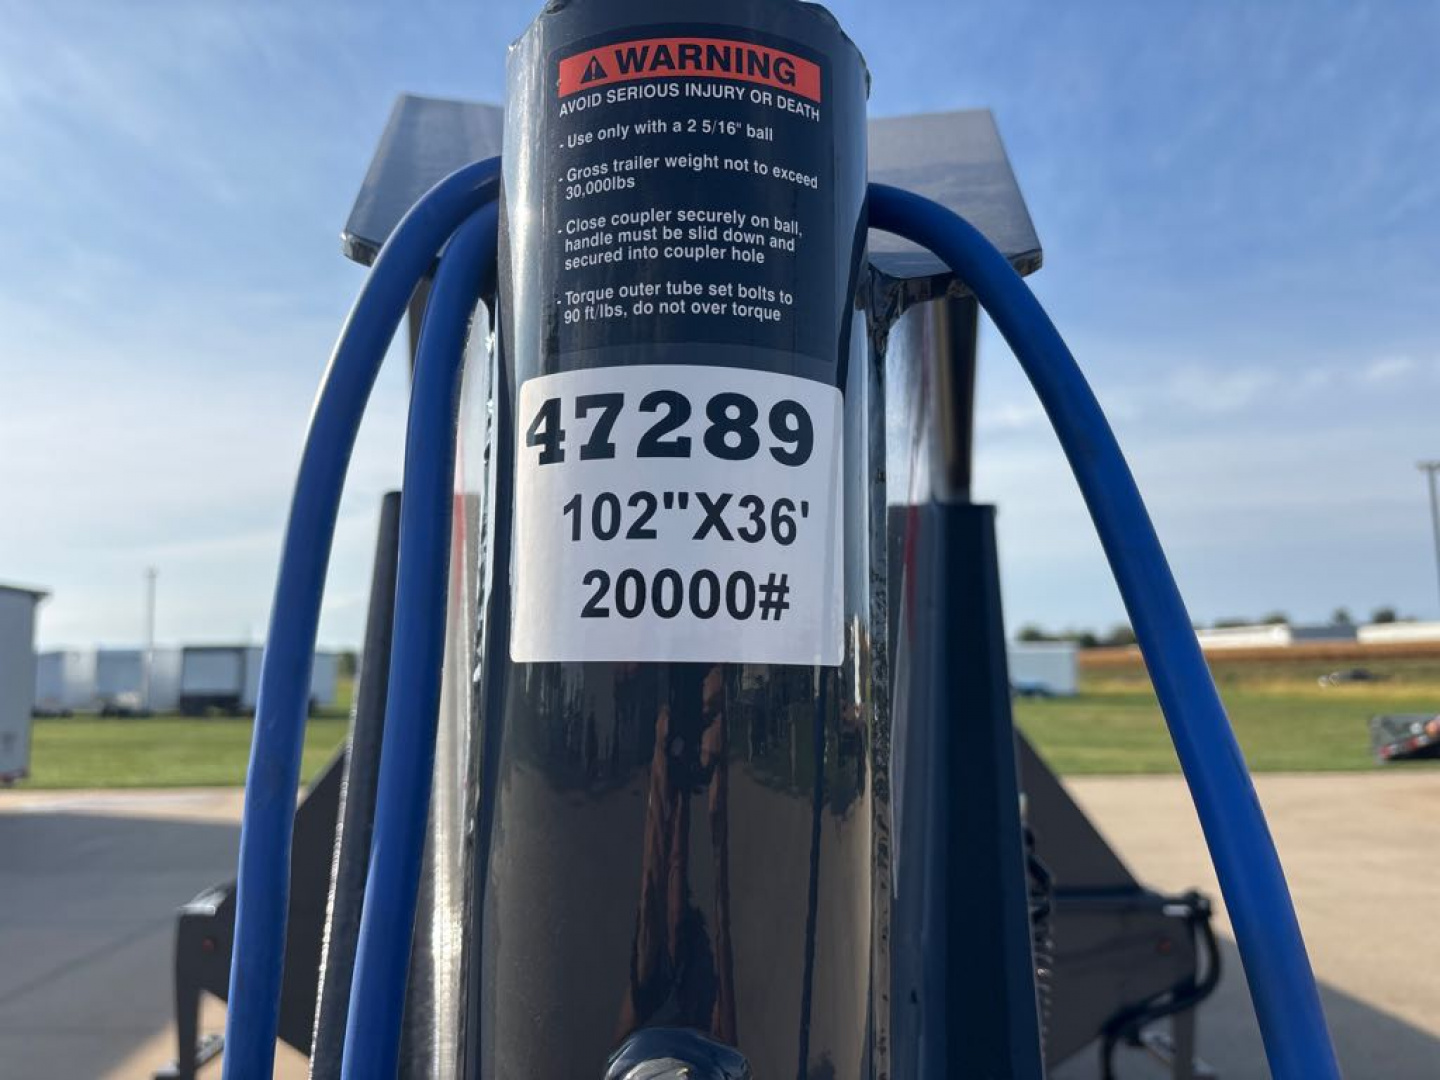 ⚠ WARNING
AVOID SERIOUS INJURY OR DEATH
- Use only with a 2 5/16" ball
- Gross trailer weight not to exceed
30,000lbs
- Close coupler securely on ball,
handle must be slid down and
secured into coupler hole
- Torque outer tube set bolts to
90 ft/lbs, do not over torque
47289
102"X36'
20000#